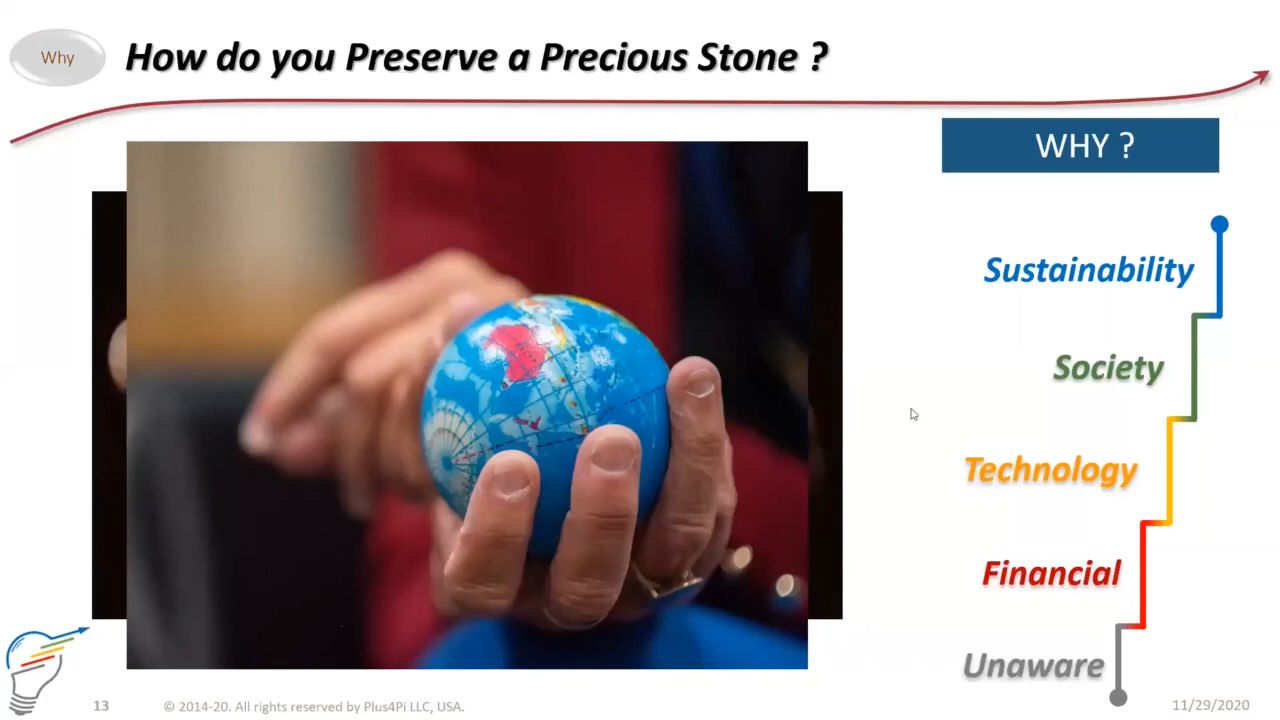 Why
How do you Preserve a Precious Stone ?
WHY ?
Sustainability
Society
Technology
Financial
Unaware
13
© 2014-20. All rights reserved by Plus4Pi LLC, USA.
11/29/2020